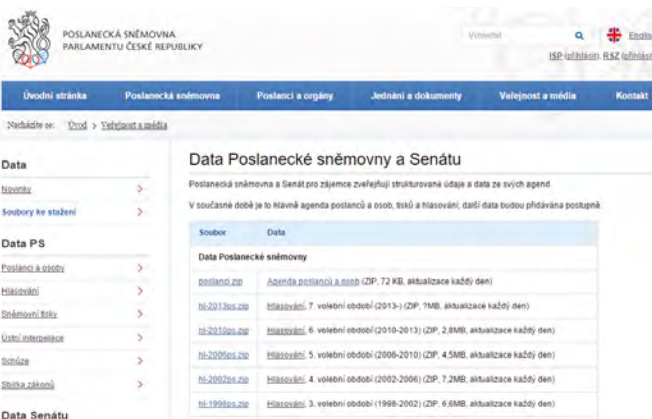 POSLANECKÁ SNĚMOVNA
PARLAMENTU ČESKÉ REPUBLIKY
Vyhledat
English
ISP (přihlásit), RSZ (přihlásit)
Úvodní stránka Poslanecká sněmovna Poslanci a orgány Jednání a dokumenty Veřejnost a média Kontakt
Nacházíte se: Úvod > Veřejnost a média
Data
Novinky
Soubory ke stažení
Data PS
Poslanci a osoby
Hlasování
Sněmovní tisky
Ústní interpelace
Schůze
Sbírka zákonů
Data Senátu
Data Poslanecké sněmovny a Senátu
Poslanecká sněmovna a Senát pro zájemce zveřejňují strukturované údaje a data ze svých agend.
V současné době je to hlavně agenda poslanců a osob, tisků a hlasování; další data budou přidávána postupně.
Soubor Data
Data Poslanecké sněmovny
poslanci.zip Agenda poslanců a osob (ZIP, 72 KB, aktualizace každý den)
hl-2013ps.zip Hlasování, 7. volební období (2013-) (ZIP, ?MB, aktualizace každý den)
hl-2010ps.zip Hlasování, 6. volební období (2010-2013) (ZIP, 2,8MB, aktualizace každý den)
hl-2006ps.zip Hlasování, 5. volební období (2006-2010) (ZIP, 4,5MB, aktualizace každý den)
hl-2002ps.zip Hlasování, 4. volební období (2002-2006) (ZIP, 7,2MB, aktualizace každý den)
hl-1998ps.zip Hlasování, 3. volební období (1998-2002) (ZIP, 6,6MB, aktualizace každý den)